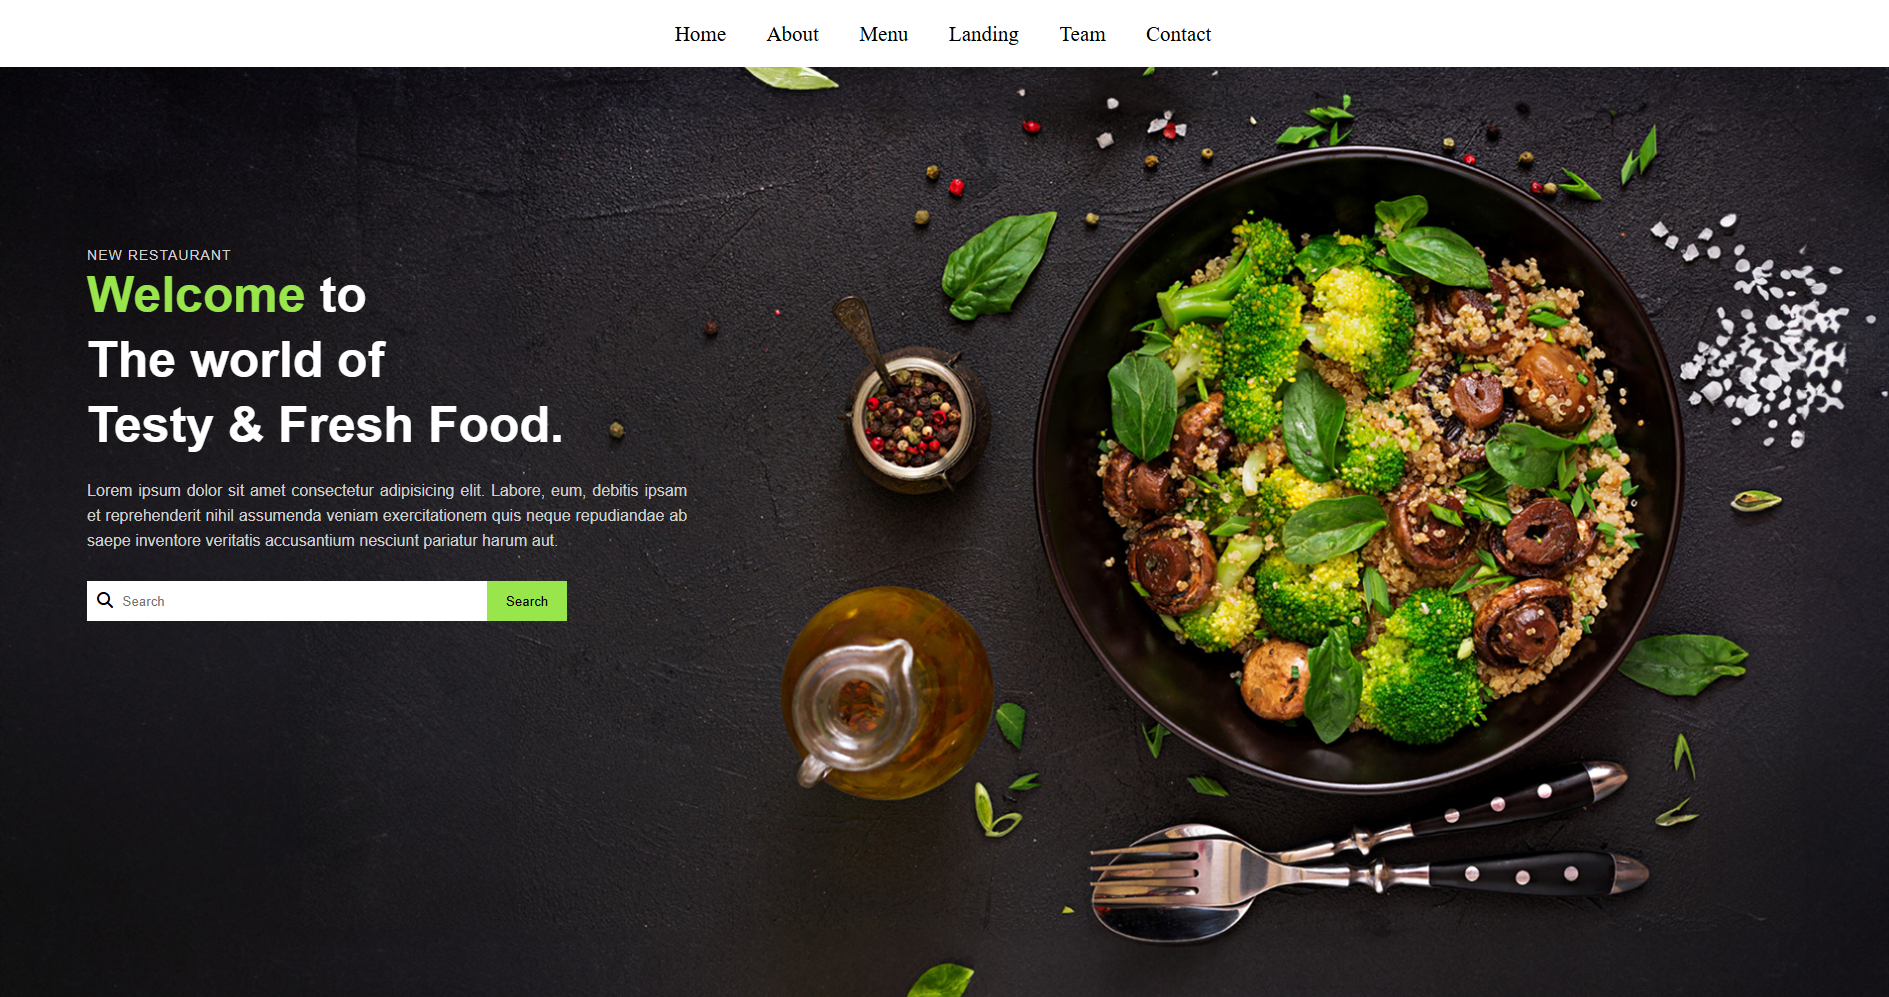 Home About Menu Landing Team Contact
NEW RESTAURANT
Welcome to
The world of
Testy & Fresh Food.
Lorem ipsum dolor sit amet consectetur adipisicing elit. Labore, eum, debitis ipsam
et reprehenderit nihil assumenda veniam exercitationem quis neque repudiandae ab
saepe inventore veritatis accusantium nesciunt pariatur harum aut.
Search Search